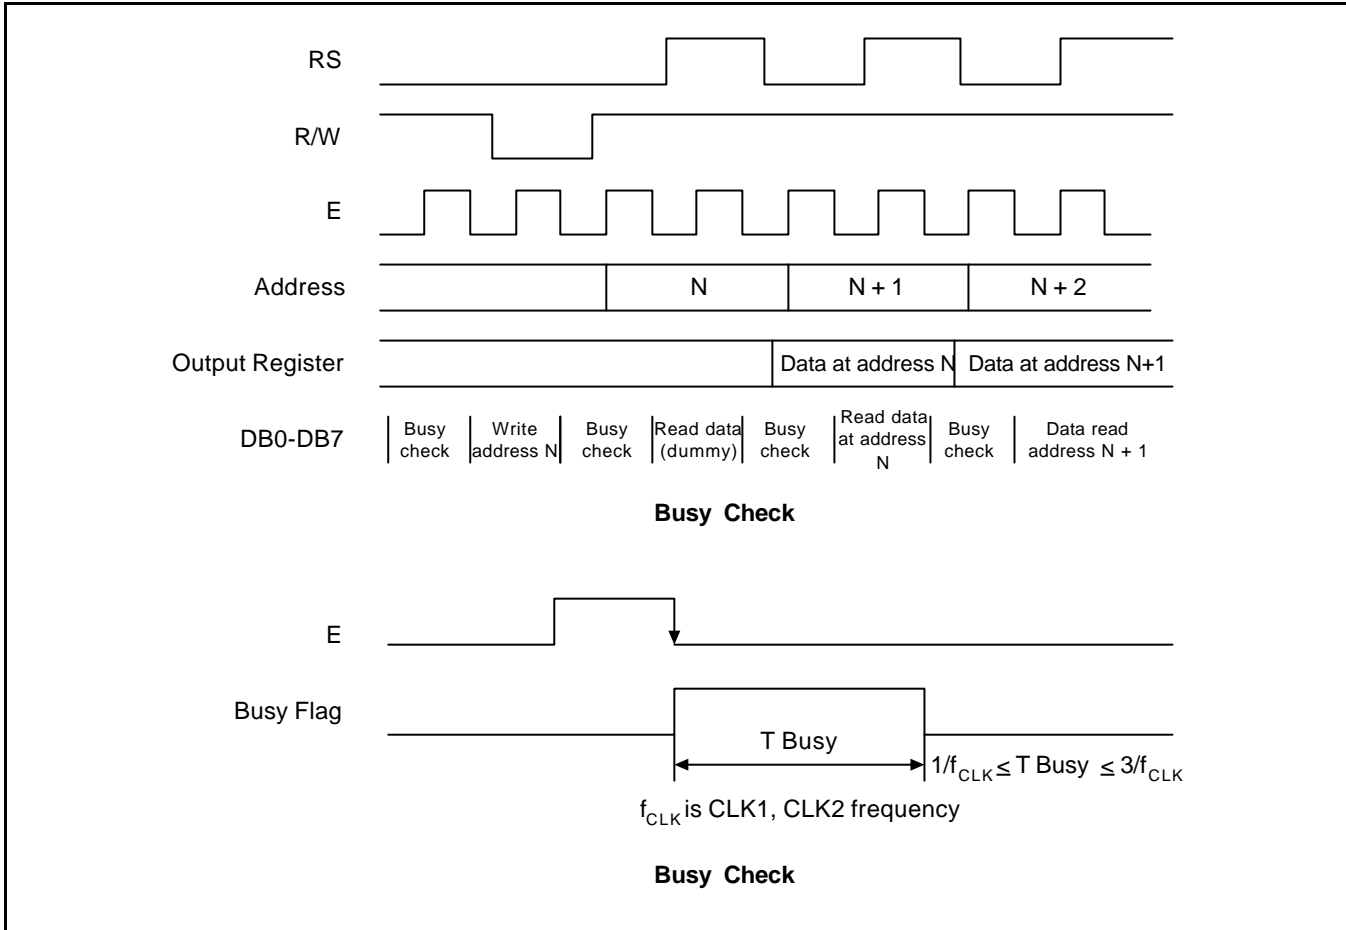 RS
R/W
E
Address
N
N + 1
N + 2
Output Register
Data at address N
Data at address N+1
DB0-DB7
Busy
check
Write
address N
Busy
check
Read data
(dummy)
Busy
check
Read data
at address
N
Busy
check
Data read
address N + 1
Busy Check
E
Busy Flag
T Busy
1/fCLK ≤ T Busy ≤ 3/fCLK
fCLK is CLK1, CLK2 frequency
Busy Check